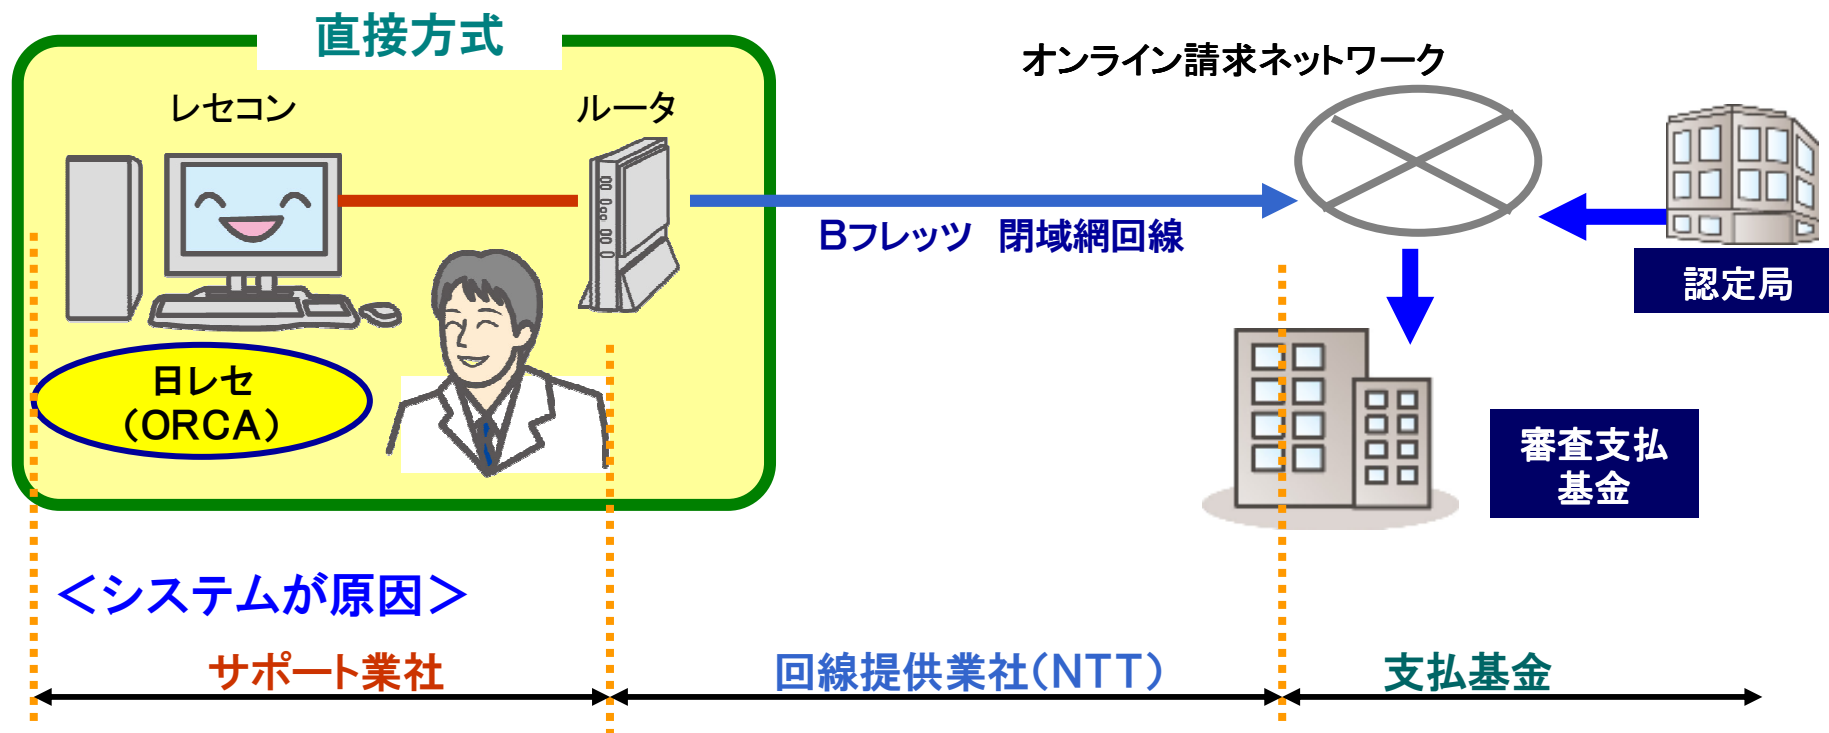 直接方式
オンライン請求ネットワーク
レセコン
ルータ
Bフレッツ　閉域網回線
認定局
日レセ
（ORCA）
審査支払
基金
＜システムが原因＞
サポート業社
回線提供業社（NTT）
支払基金